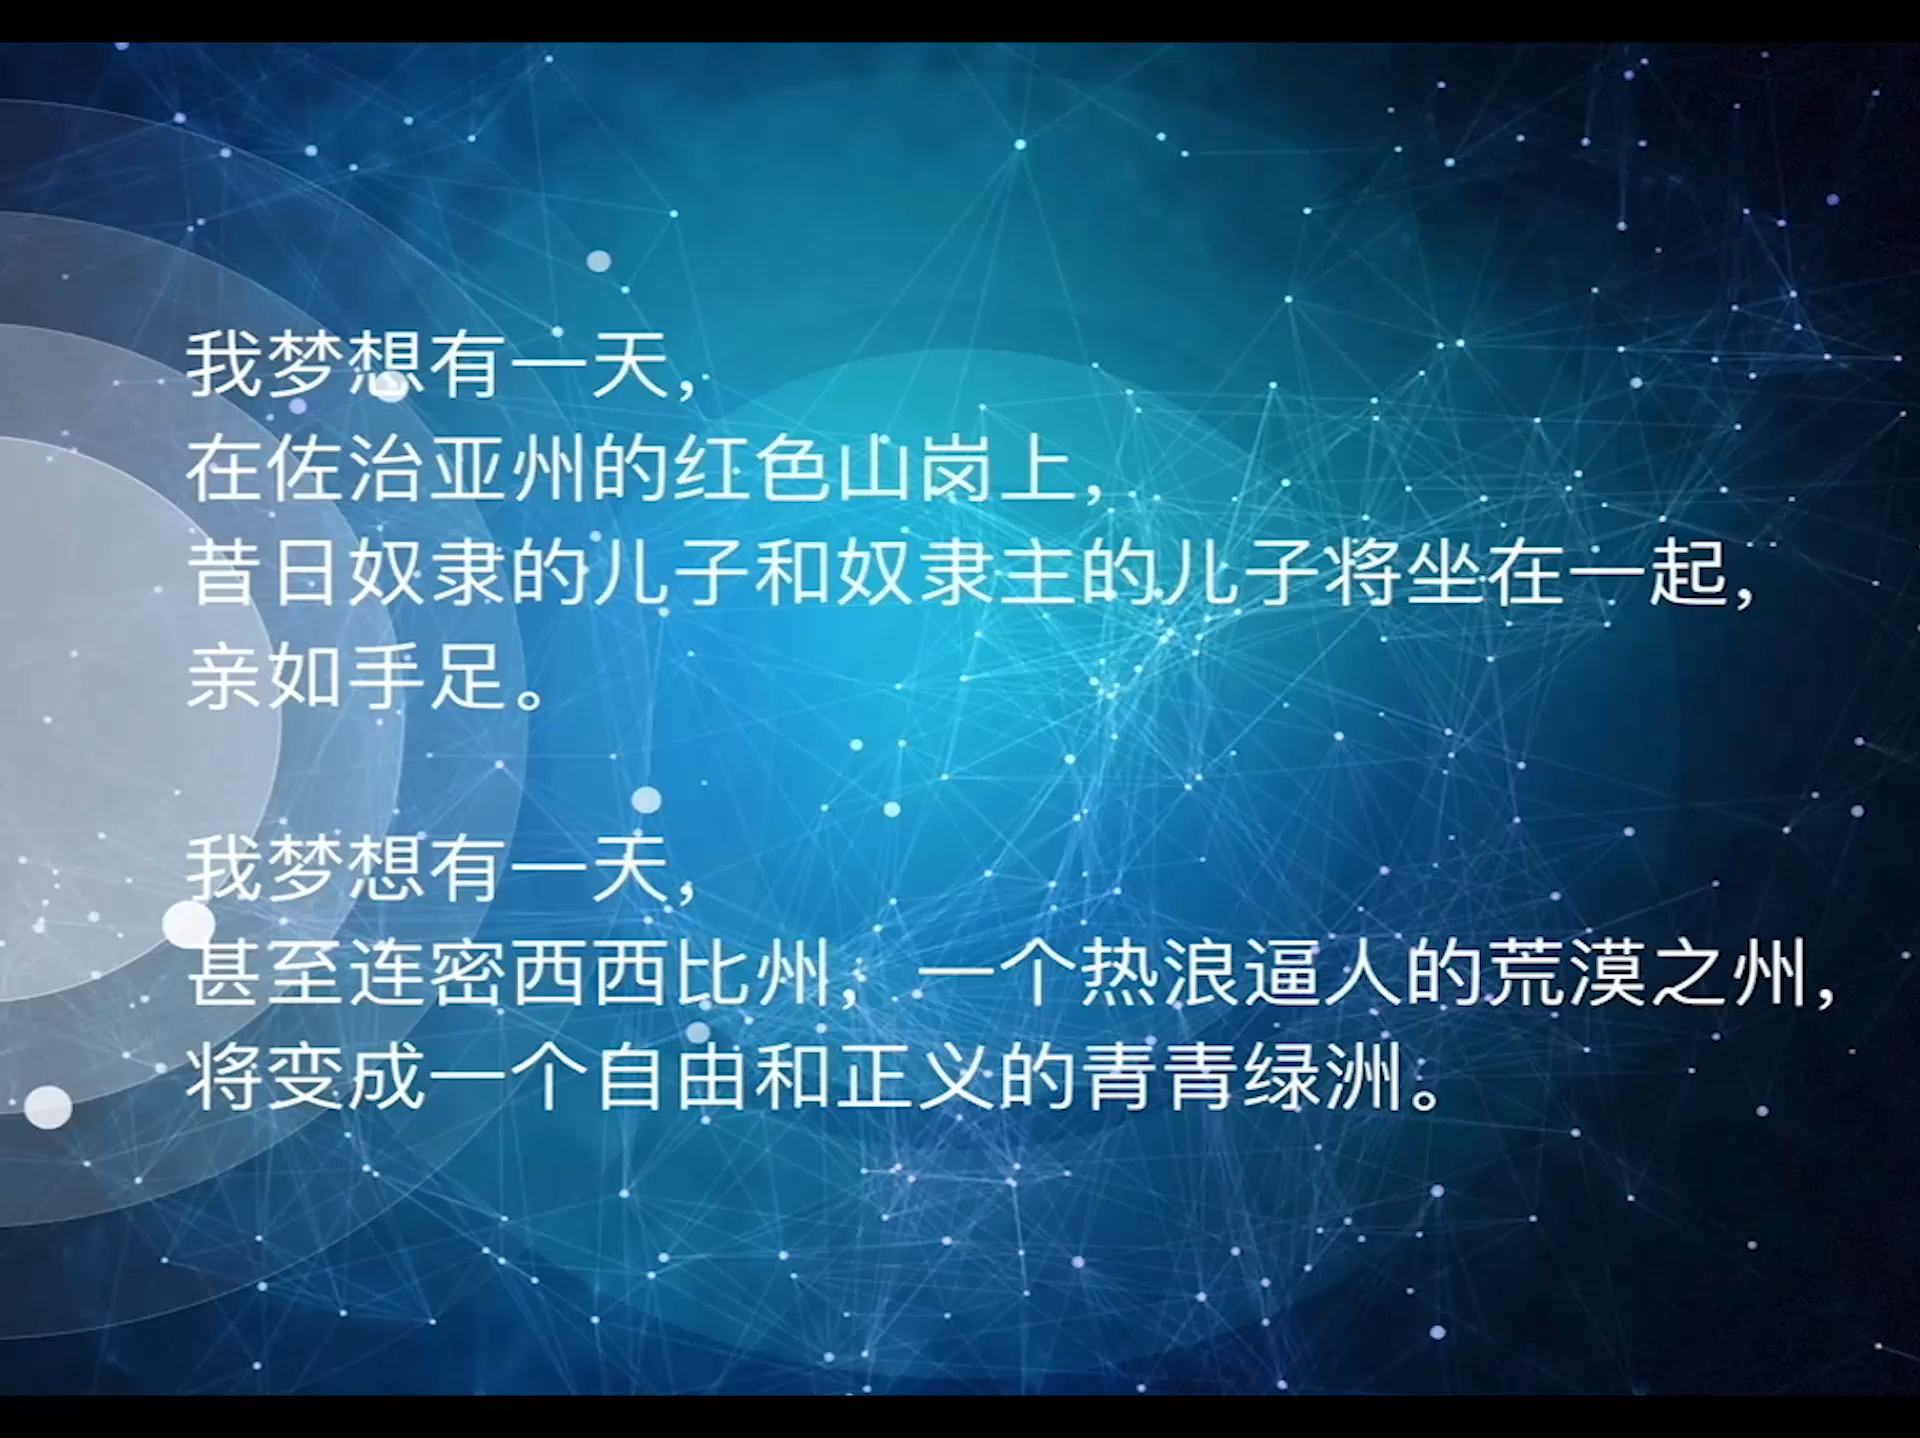 我梦想有一天，
在佐治亚州的红色山岗上，
昔日奴隶的儿子和奴隶主的儿子将坐在一起，
亲如手足。
我梦想有一天，
甚至连密西西比州，一个热浪逼人的荒漠之州，
将变成一个自由和正义的青青绿洲。